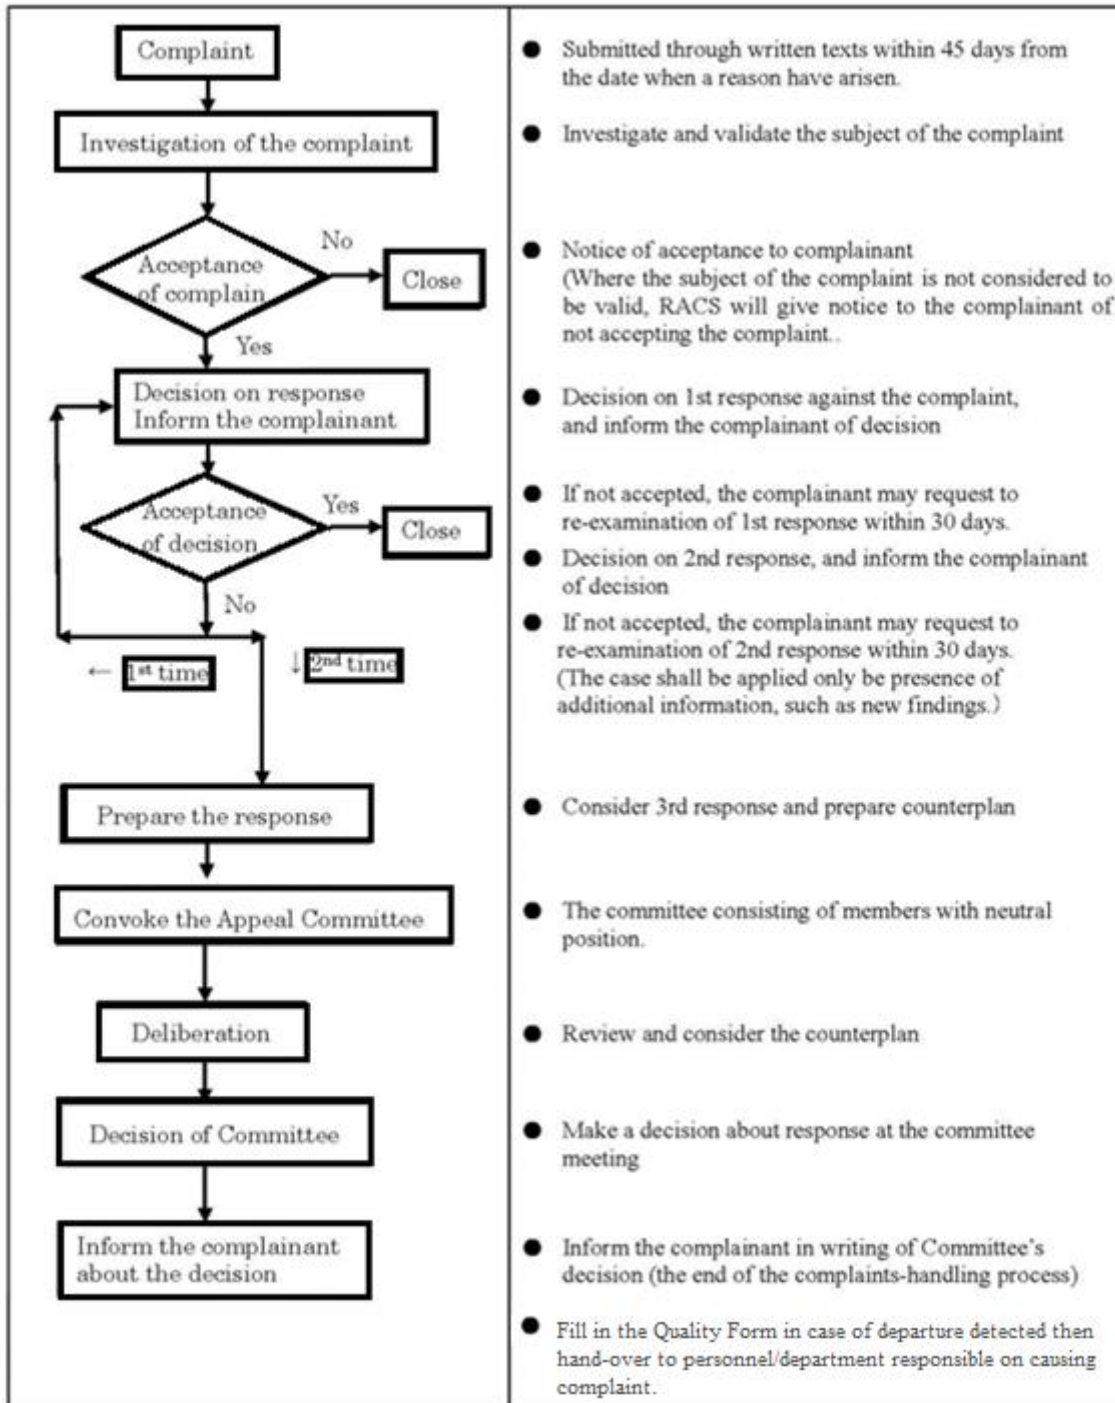 Complaint
● Submitted through written texts within 45 days from
the date when a reason have arisen.
Investigation of the complaint
● Investigate and validate the subject of the complaint
Acceptance
of complain
No
Close
Yes
● Notice of acceptance to complainant
(Where the subject of the complaint is not considered to
be valid, RACS will give notice to the complainant of
not accepting the complaint..
Decision on response
Inform the complainant
● Decision on 1st response against the complaint,
and inform the complainant of decision
Acceptance
of decision
Yes
Close
No
← 1st time
↓ 2nd time
● If not accepted, the complainant may request to
re-examination of 1st response within 30 days.
● Decision on 2nd response, and inform the complainant
of decision
● If not accepted, the complainant may request to
re-examination of 2nd response within 30 days.
(The case shall be applied only be presence of
additional information, such as new findings.)
Prepare the response
● Consider 3rd response and prepare counterplan
Convoke the Appeal Committee
● The committee consisting of members with neutral
position.
Deliberation
● Review and consider the counterplan
Decision of Committee
● Make a decision about response at the committee
meeting
Inform the complainant
about the decision
● Inform the complainant in writing of Committee's
decision (the end of the complaints-handling process)
● Fill in the Quality Form in case of departure detected then
hand-over to personnel/department responsible on causing
complaint.